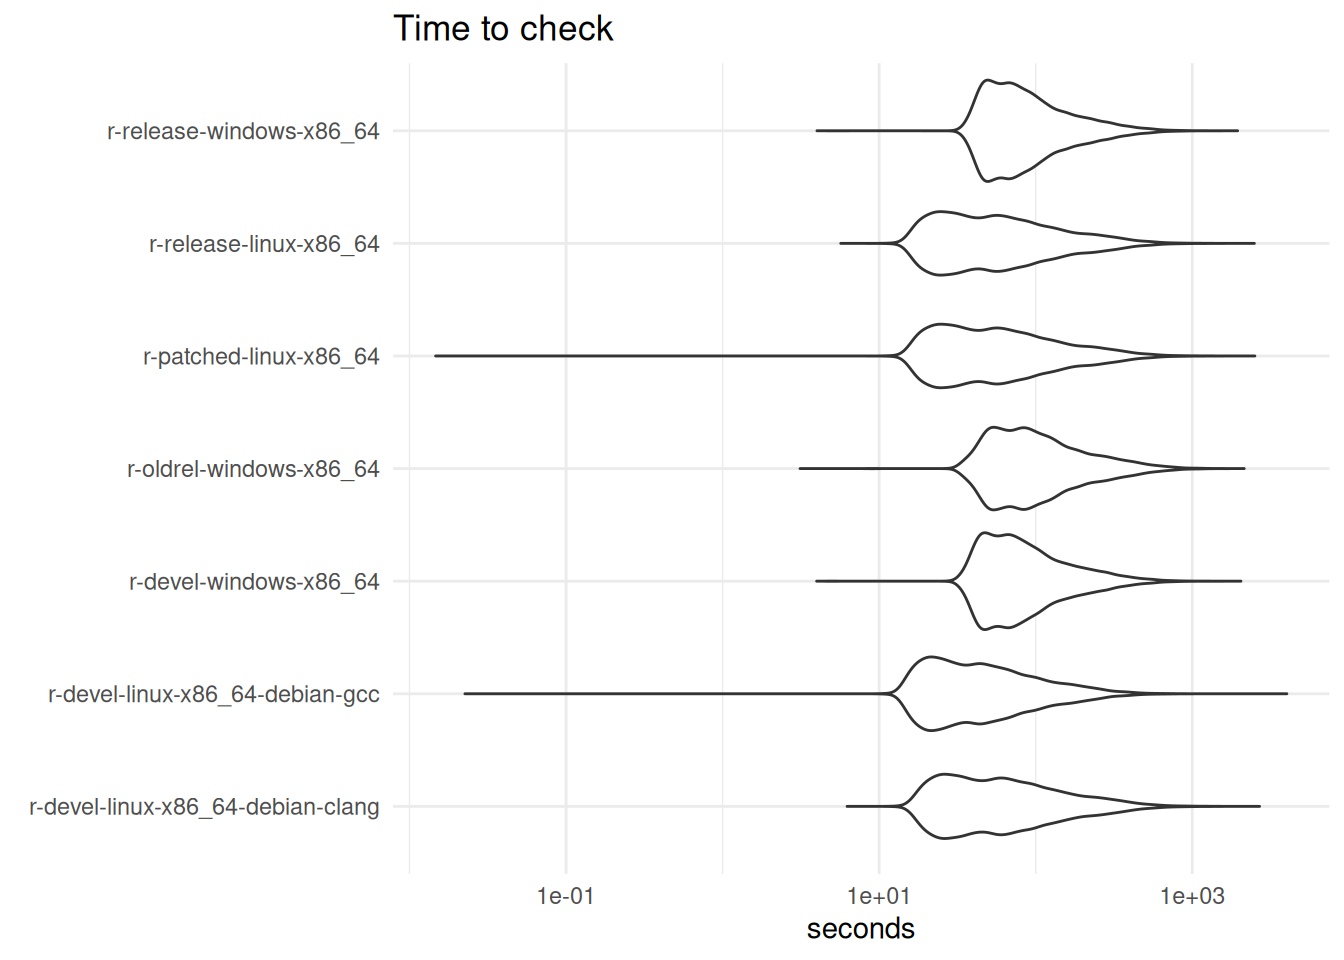 Time to check
r-release-windows-x86_64
r-release-linux-x86_64
r-patched-linux-x86_64
r-oldrel-windows-x86_64
r-devel-windows-x86_64
r-devel-linux-x86_64-debian-gcc
r-devel-linux-x86_64-debian-clang
1e-01 1e+01 1e+03
seconds